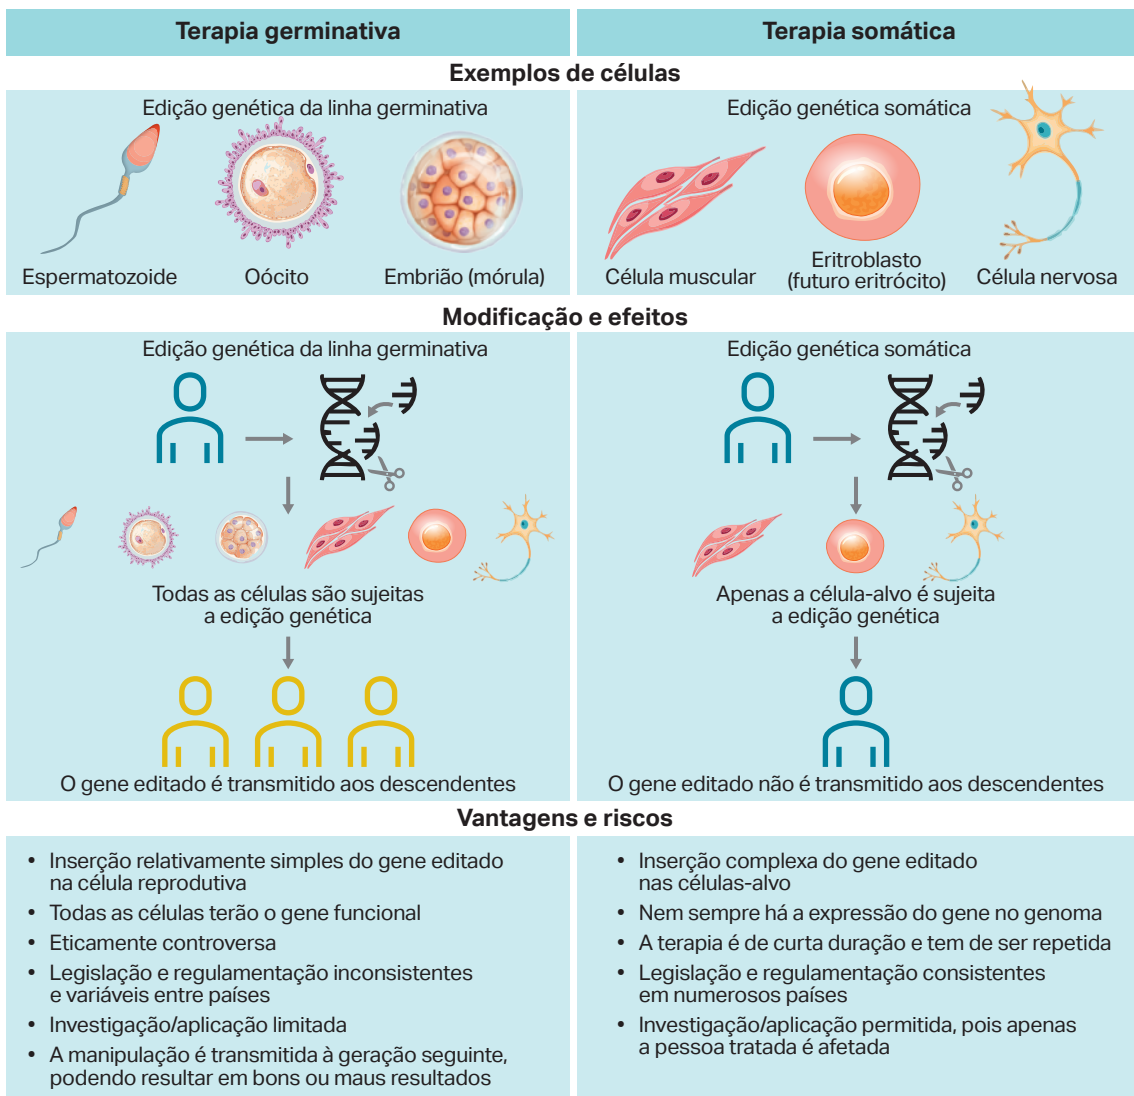 Terapia germinativa
Terapia somática
Exemplos de células
Edição genética da linha germinativa
Espermatozoide
Oócito
Embrião (mórula)
Edição genética somática
Célula muscular
Eritroblasto
(futuro eritrócito)
Célula nervosa
Modificação e efeitos
Edição genética da linha germinativa
Todas as células são sujeitas
a edição genética
O gene editado é transmitido aos descendentes
Edição genética somática
Apenas a célula-alvo é sujeita
a edição genética
O gene editado não é transmitido aos descendentes
Vantagens e riscos
• Inserção relativamente simples do gene editado
na célula reprodutiva
• Todas as células terão o gene funcional
• Eticamente controversa
• Legislação e regulamentação inconsistentes
e variáveis entre países
• Investigação/aplicação limitada
• A manipulação é transmitida à geração seguinte,
podendo resultar em bons ou maus resultados
• Inserção complexa do gene editado
nas células-alvo
• Nem sempre há a expressão do gene no genoma
• A terapia é de curta duração e tem de ser repetida
• Legislação e regulamentação consistentes
em numerosos países
• Investigação/aplicação permitida, pois apenas
a pessoa tratada é afetada